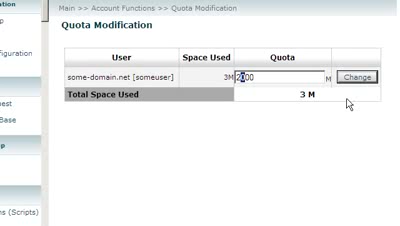 ation
Main >> Account Functions >> Quota Modification
Quota Modification
figuration
User Space Used Quota
some-domain.net [someuser] 3M 2000 M Change
Total Space Used 3 M
est
Base
p
ns (Scripts)